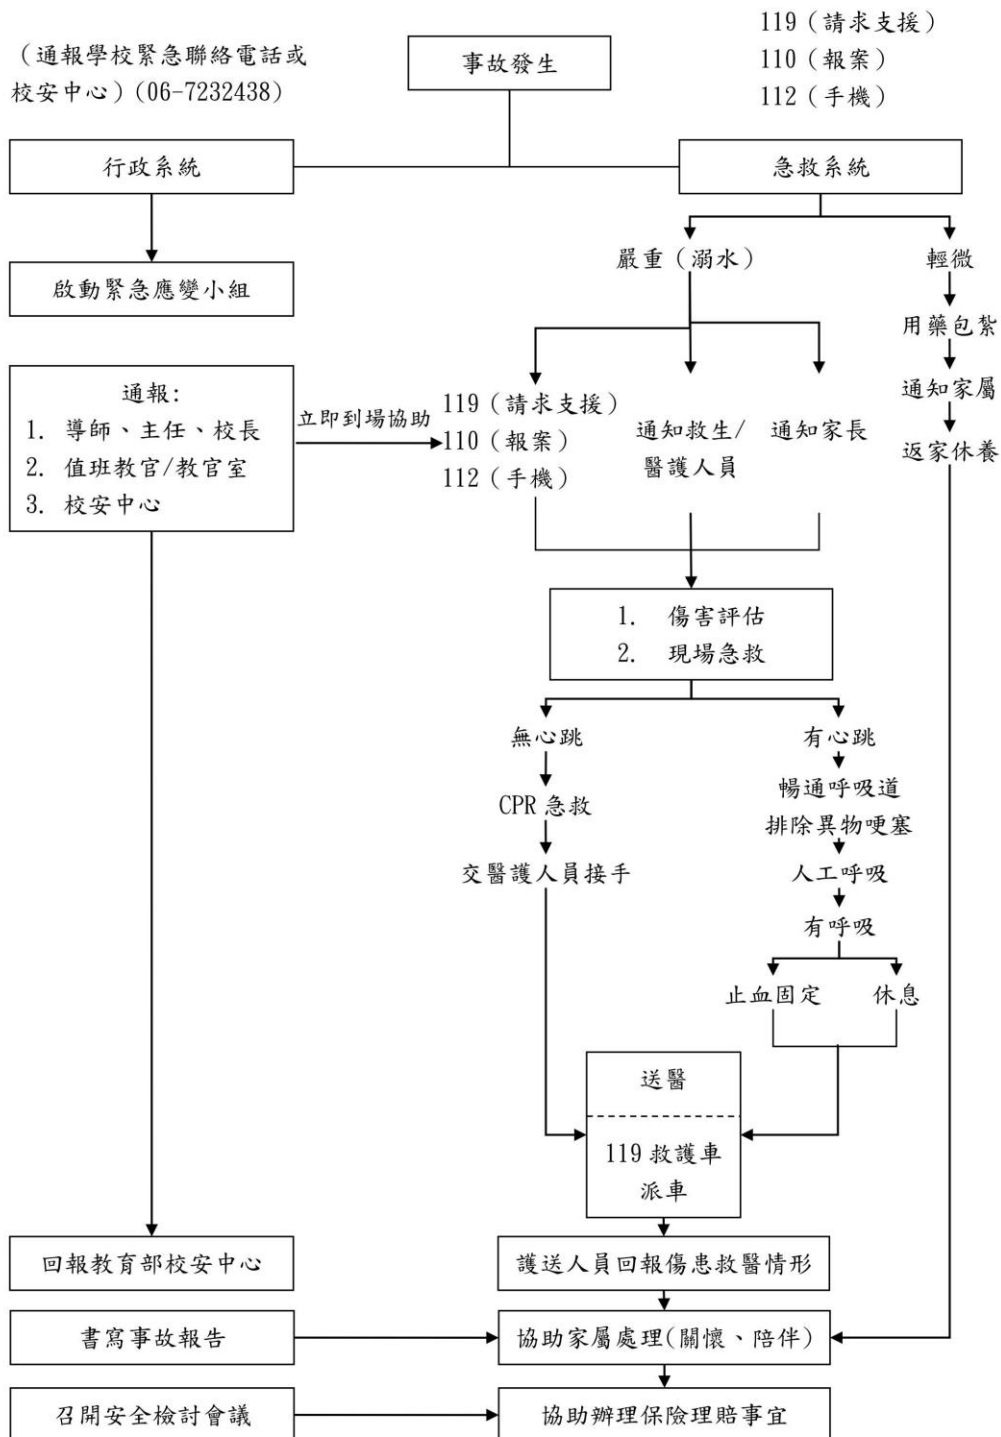 （通報學校緊急聯絡電話或
校安中心）(06-7232438)
事故發生
119（請求支援）
110（報案）
112（手機）
行政系統
急救系統
啟動緊急應變小組
嚴重（溺水）
輕微
用藥包紮
通知家屬
返家休養
通報:
1. 導師、主任、校長
2. 值班教官/教官室
3. 校安中心
立即到場協助
119（請求支援）
110（報案）
112（手機）
通知救生/
醫護人員
通知家長
1. 傷害評估
2. 現場急救
無心跳
CPR 急救
交醫護人員接手
有心跳
暢通呼吸道
排除異物哽塞
人工呼吸
有呼吸
止血固定
休息
送醫
119 救護車
派車
回報教育部校安中心
護送人員回報傷患救醫情形
書寫事故報告
協助家屬處理(關懷、陪伴)
召開安全檢討會議
協助辦理保險理賠事宜